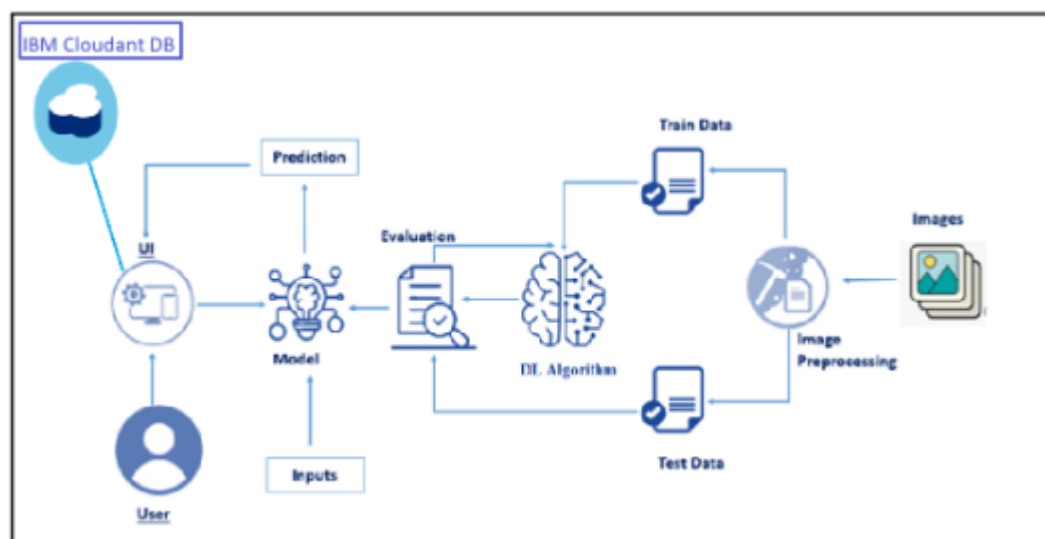 IBM Cloudant DB
Train Data
Prediction
Images
Evaluation
UI
Model
DL Algorithm
Image
Preprocessing
Inputs
Test Data
User